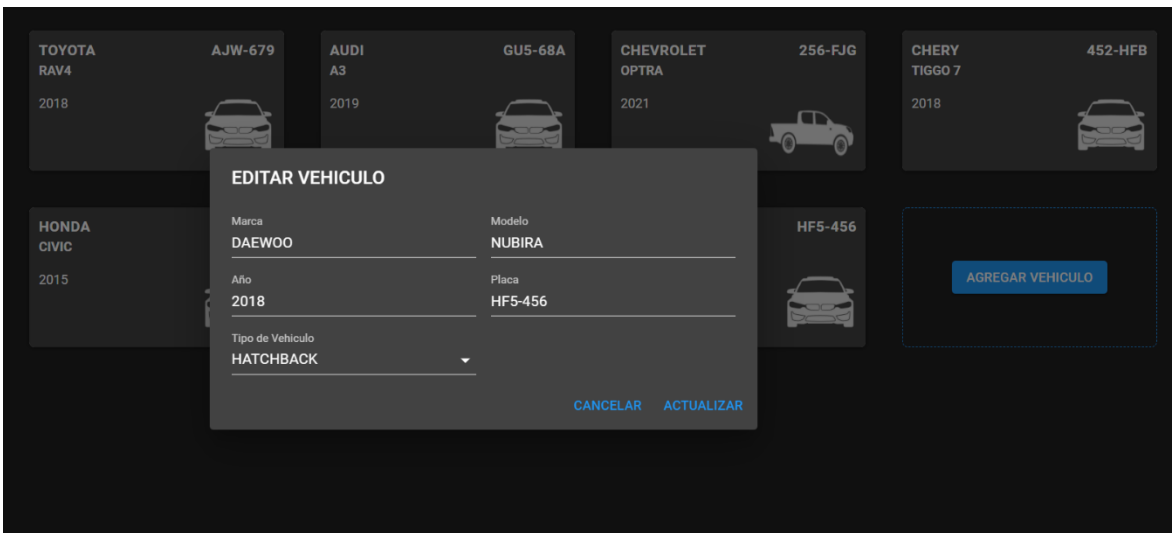 TOYOTA AJW-679
RAV4
2018
AUDI GU5-68A
A3
2019
CHEVROLET 256-FJG
OPTRA
2021
CHERY 452-HFB
TIGGO 7
2018
HONDA
CIVIC
2015
HF5-456
AGREGAR VEHICULO
EDITAR VEHICULO
Marca
DAEWOO
Modelo
NUBIRA
Año
2018
Placa
HF5-456
Tipo de Vehiculo
HATCHBACK
CANCELAR ACTUALIZAR